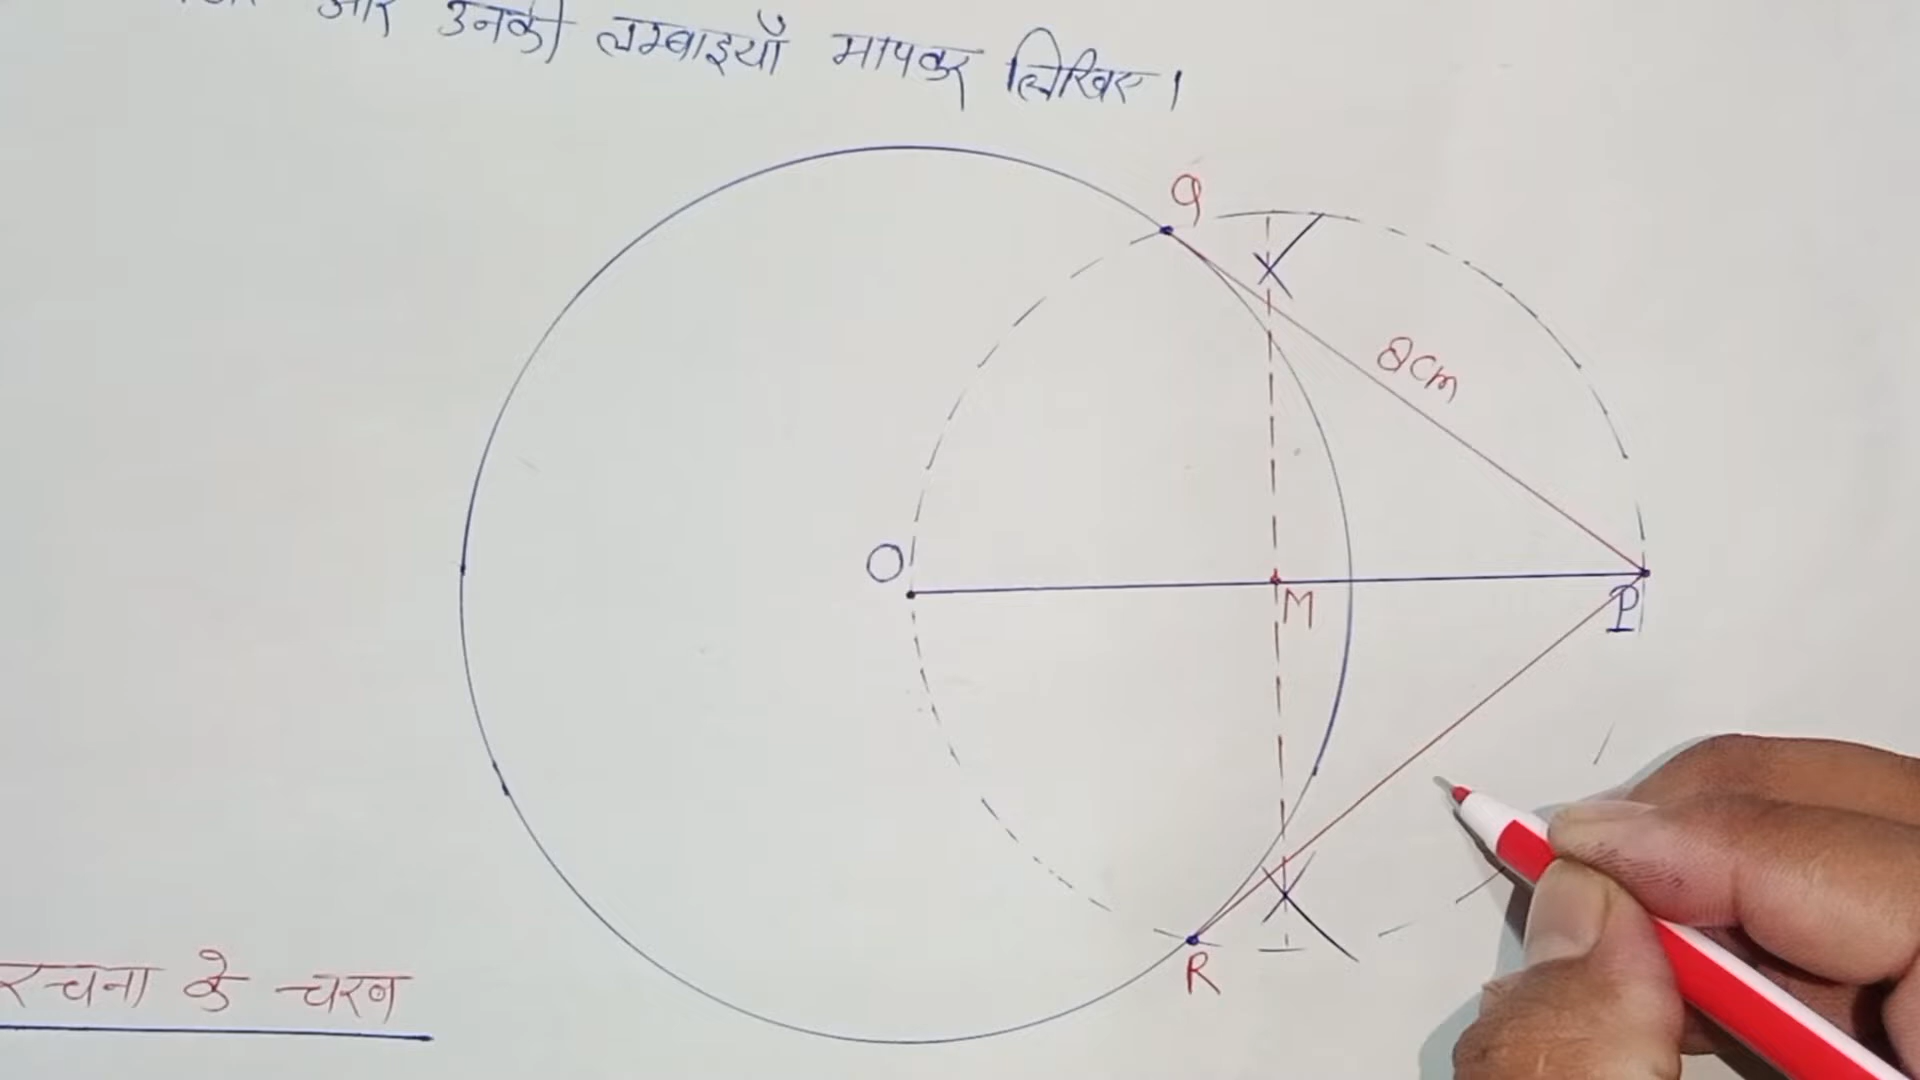 और उनकी लम्बाइयाँ मापकर लिखिए।
Q
8cm
O
M
P
R
रचना के चरण